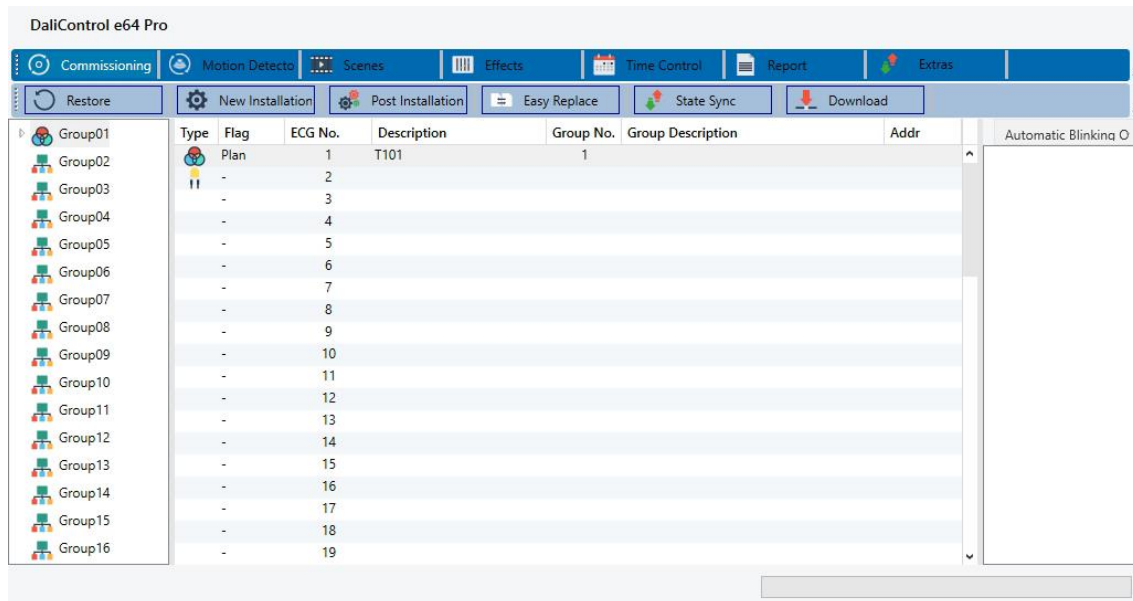 DaliControl e64 Pro
Commissioning Motion Detecto Scenes Effects Time Control Report Extras
Restore New Installation Post Installation Easy Replace State Sync Download
Group01
Group02
Group03
Group04
Group05
Group06
Group07
Group08
Group09
Group10
Group11
Group12
Group13
Group14
Group15
Group16
Type Flag ECG No. Description Group No. Group Description Addr
Plan 1 T101 1
- 2
- 3
- 4
- 5
- 6
- 7
- 8
- 9
- 10
- 11
- 12
- 13
- 14
- 15
- 16
- 17
- 18
- 19
Automatic Blinking O